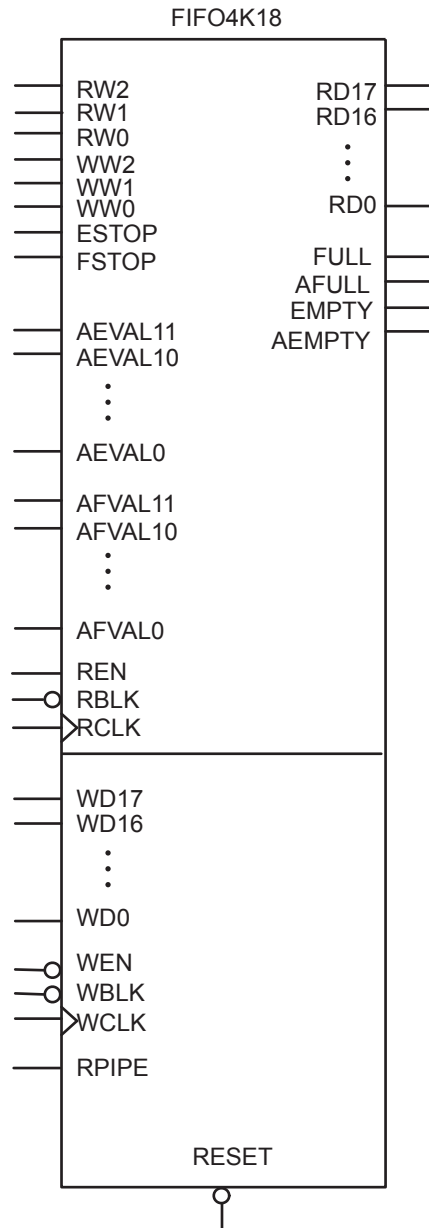 FIFO4K18
RW2
RW1
RW0
WW2
WW1
WW0
ESTOP
FSTOP
AEVAL11
AEVAL10
AEVAL0
AFVAL11
AFVAL10
AFVAL0
REN
RBLK
RCLK
RD17
RD16
RD0
FULL
AFULL
EMPTY
AEMPTY
WD17
WD16
WD0
WEN
WBLK
WCLK
RPIPE
RESET